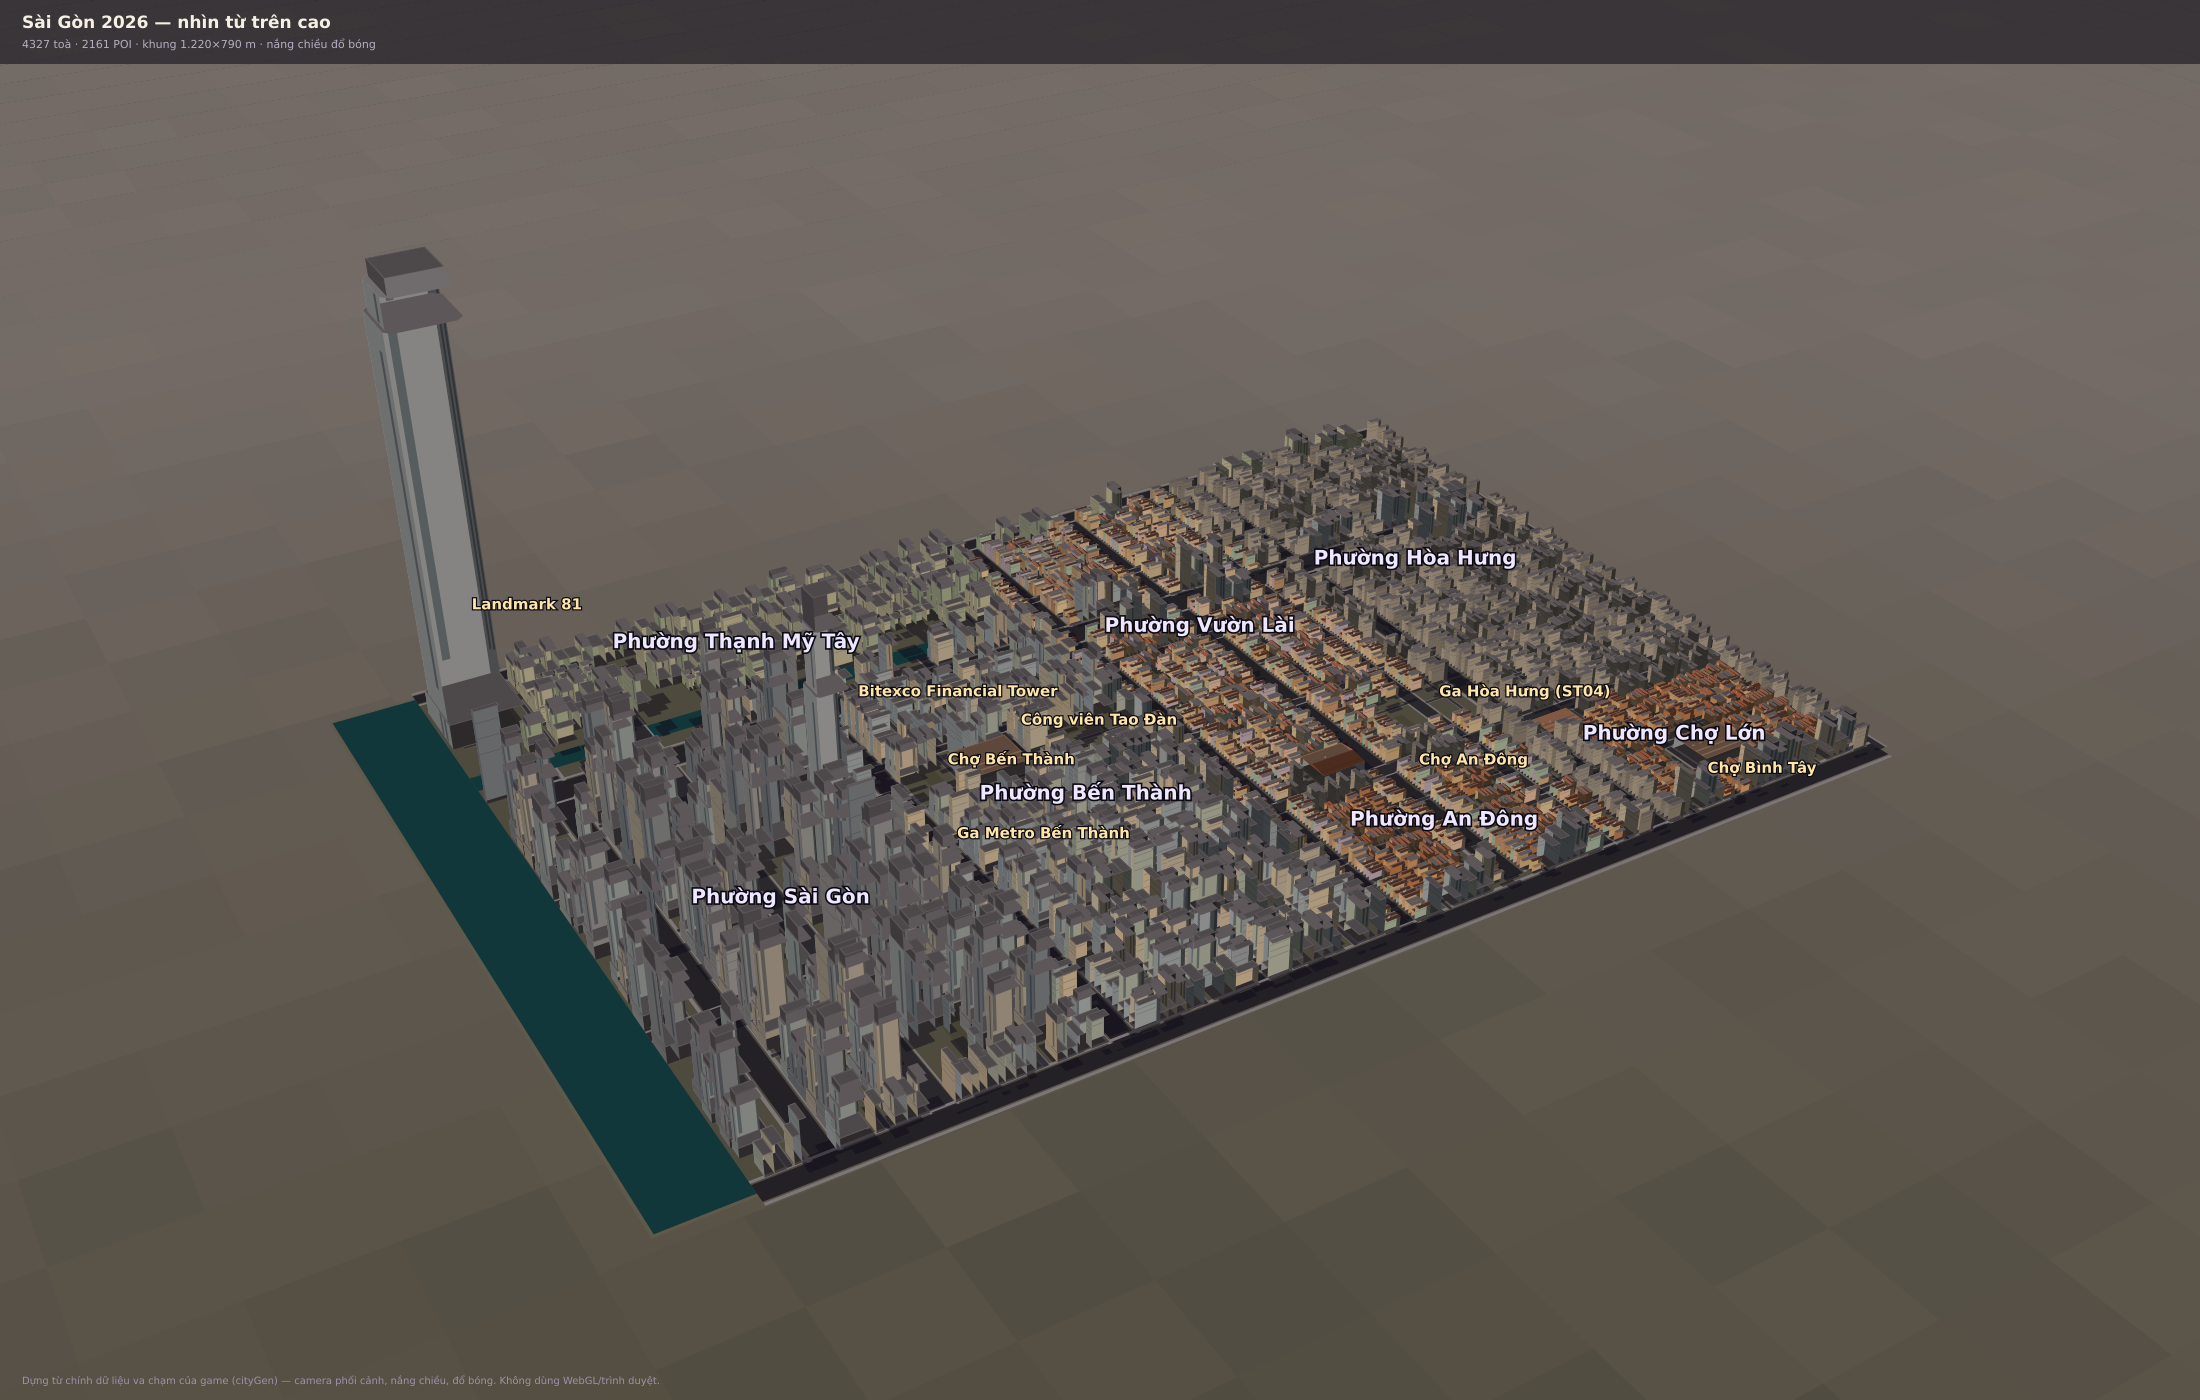 Sài Gòn 2026 — nhìn từ trên cao
4327 toà · 2161 POI · khung 1.220×790 m · nắng chiều đổ bóng
Phường Hòa Hưng
Landmark 81
Phường Vườn Lài
Phường Thạnh Mỹ Tây
Bitexco Financial Tower
Ga Hòa Hưng (ST04)
Công viên Tao Đàn
Phường Chợ Lớn
Chợ Bến Thành
Chợ An Đông
Chợ Bình Tây
Phường Bến Thành
Phường An Đông
Ga Metro Bến Thành
Phường Sài Gòn
Dựng từ chính dữ liệu va chạm của game (cityGen) — camera phối cảnh, nắng chiều, đổ bóng. Không dùng WebGL/trình duyệt.